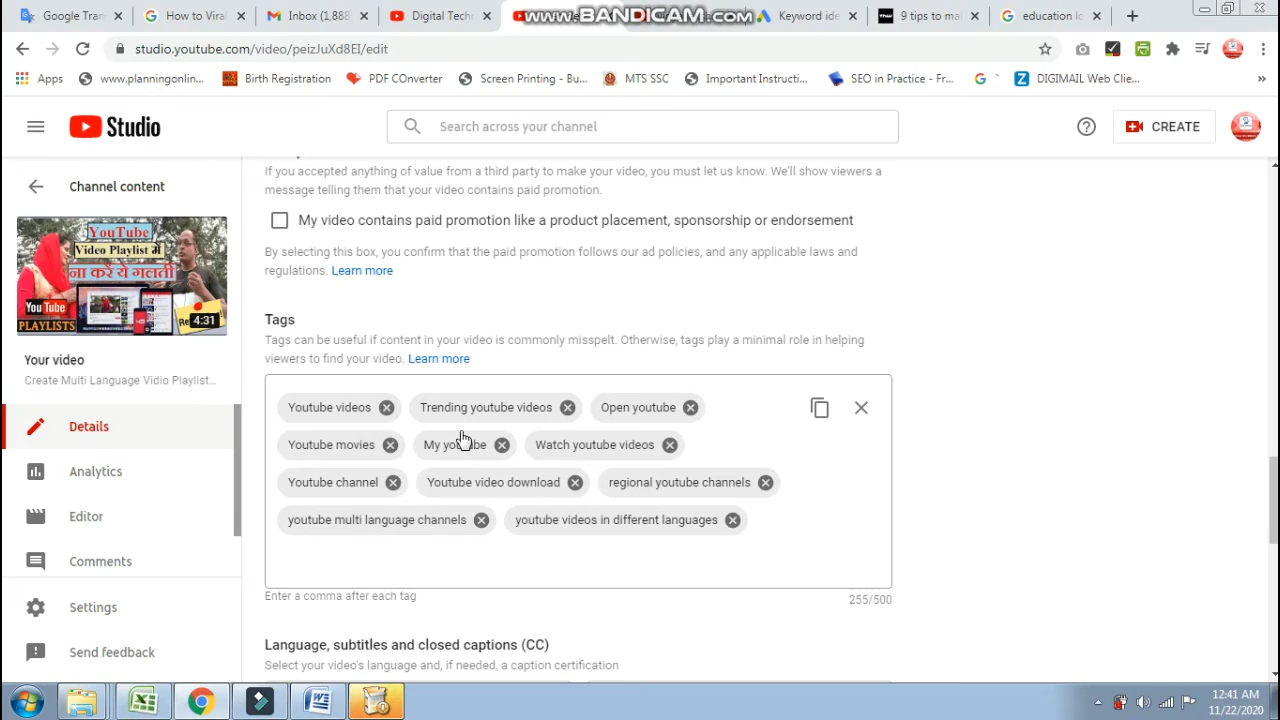 Google Tran
How to Viral
Inbox (1,888
Digital Tech
www.BANDICAM.com
Keyword ide
9 tips to ma
education lo
studio.youtube.com/video/peizJuXd8EI/edit
Apps
www.planningonlin...
Birth Registration
PDF COnverter
Screen Printing - Bu...
MTS SSC
Important Instructi...
SEO in Practice - Fr...
DIGIMAIL Web Clie...
»
Studio
Search across your channel
CREATE
Channel content
YouTube
Video Playlist में
ना करें ये गलती
You Tube
PLAYLISTS
4:31
Your video
Create Multi Language Vidio Playlist...
Details
Analytics
Editor
Comments
Settings
Send feedback
If you accepted anything of value from a third party to make your video, you must let us know. We'll show viewers a
message telling them that your video contains paid promotion.
My video contains paid promotion like a product placement, sponsorship or endorsement
By selecting this box, you confirm that the paid promotion follows our ad policies, and any applicable laws and
regulations. Learn more
Tags
Tags can be useful if content in your video is commonly misspelt. Otherwise, tags play a minimal role in helping
viewers to find your video. Learn more
Youtube videos Trending youtube videos Open youtube
Youtube movies My youtube Watch youtube videos
Youtube channel Youtube video download regional youtube channels
youtube multi language channels youtube videos in different languages
Enter a comma after each tag
255/500
Language, subtitles and closed captions (CC)
Select your video's language and, if needed, a caption certification
12:41 AM
11/22/2020